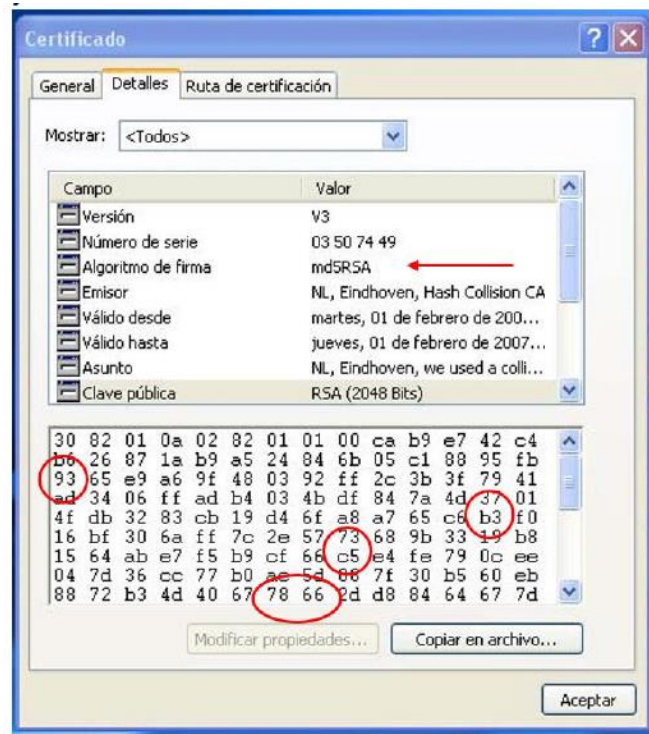 Certificado
General Detalles Ruta de certificación
Mostrar: <Todos>
Campo Valor
Versión V3
Número de serie 03 50 74 49
Algoritmo de firma md5RSA
Emisor NL, Eindhoven, Hash Collision CA
Válido desde martes, 01 de febrero de 200...
Válido hasta jueves, 01 de febrero de 2007...
Asunto NL, Eindhoven, we used a colli...
Clave pública RSA (2048 Bits)
30 82 01 0a 02 82 01 01 00 ca b9 e7 42 c4
b6 26 87 1a b9 a5 24 84 6b 05 c1 88 95 fb
93 65 e9 a6 9f 48 03 92 ff 2c 3b 3f 79 41
ad 34 06 ff ad b4 03 4b df 84 7a 4d 37 01
4f db 32 83 cb 19 d4 6f a8 a7 65 c6 b3 f0
16 bf 30 6a ff 7c 2e 57 73 68 9b 33 19 b8
15 64 ab e7 f5 b9 cf 66 c5 e4 fe 79 0c ee
04 7d 36 cc 77 b0 ae 5d 7f 30 b5 60 eb
88 72 b3 4d 40 67 78 66 2d d8 84 64 67 7d
Modificar propiedades... Copiar en archivo...
Aceptar